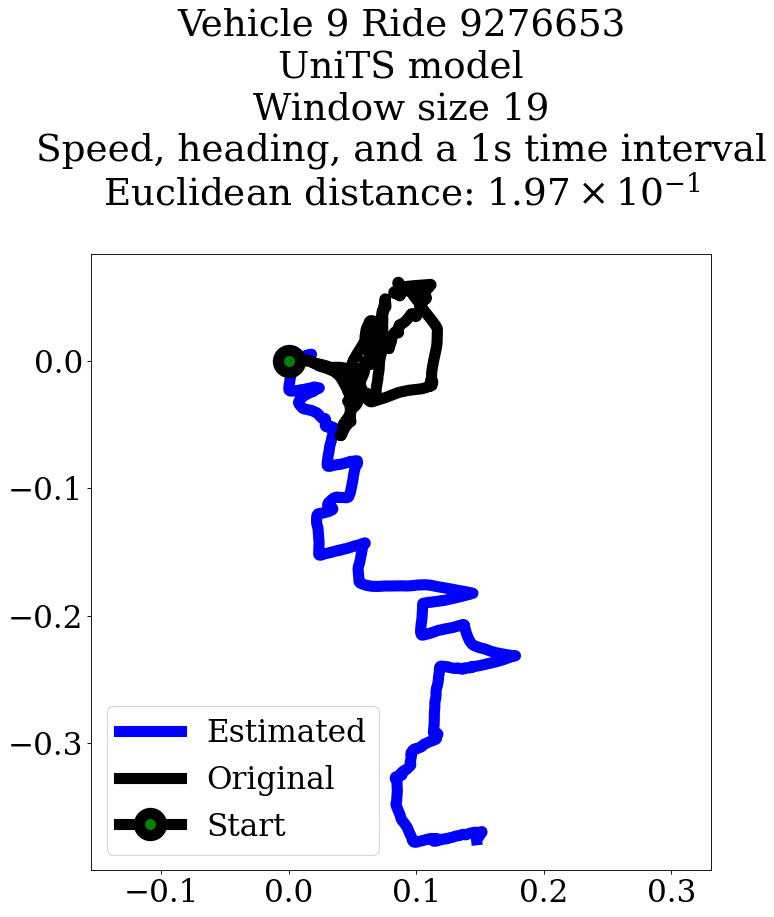 Vehicle 9 Ride 9276653
UniTS model
Window size 19
Speed, heading, and a 1s time interval
Euclidean distance: 1.97 × 10⁻¹
0.0
−0.1
−0.2
−0.3
Estimated
Original
Start
−0.1 0.0 0.1 0.2 0.3